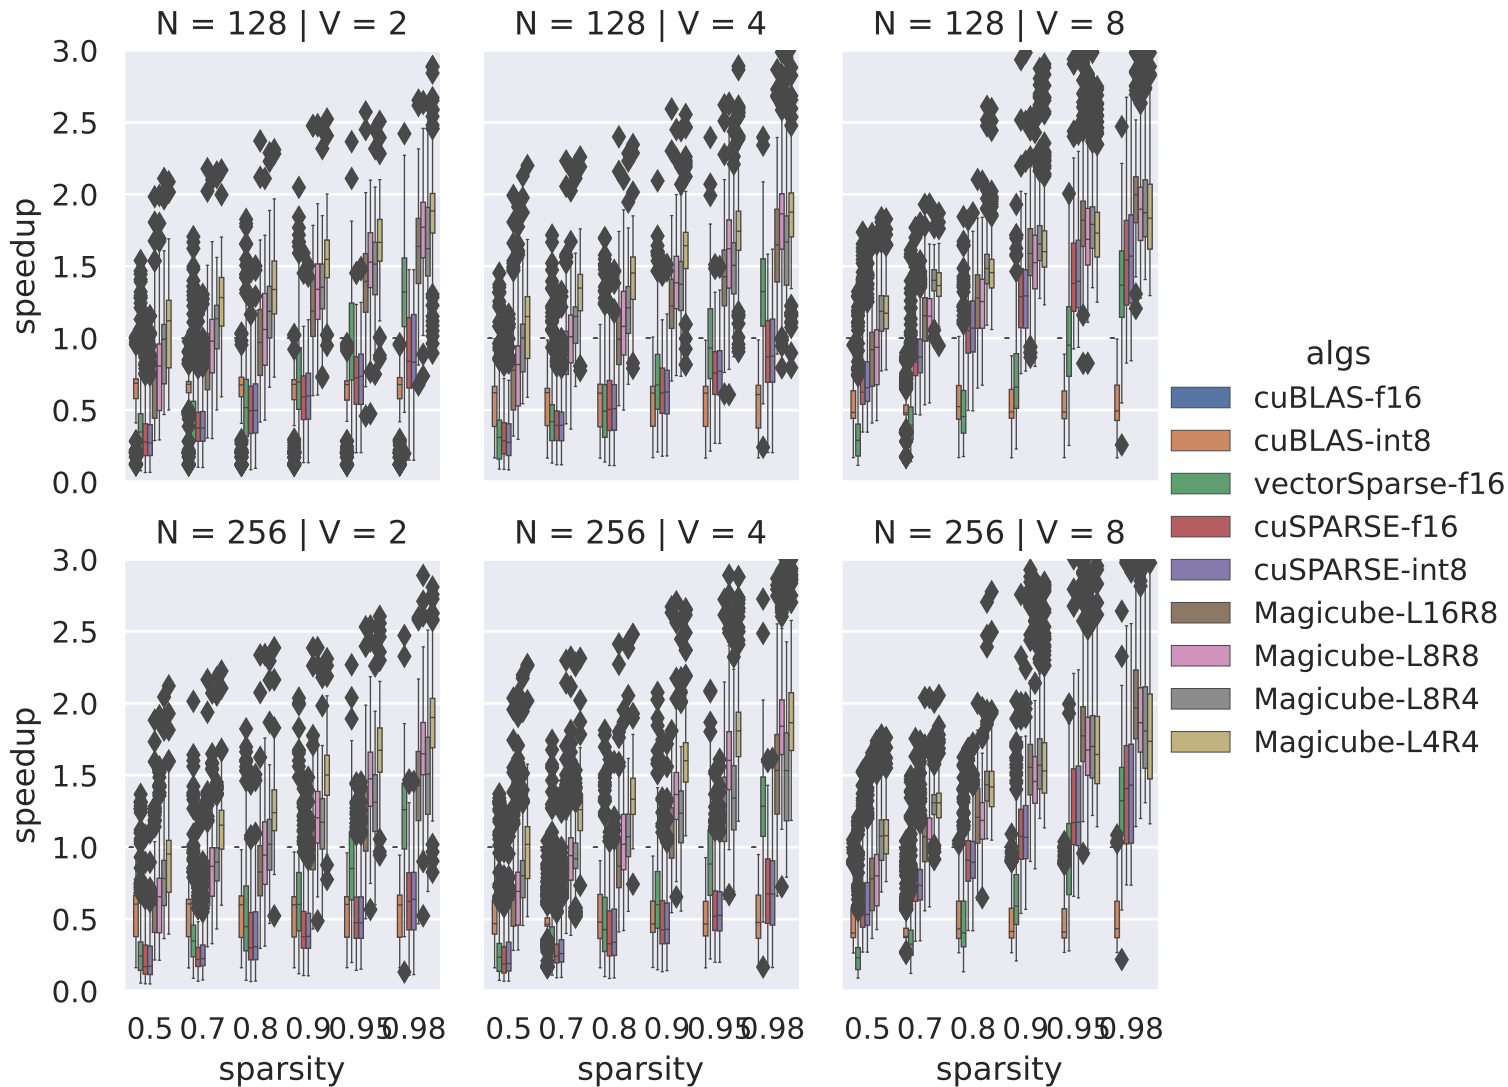 N = 128 | V = 2
N = 128 | V = 4
N = 128 | V = 8
speedup
3.0
2.5
2.0
1.5
1.0
0.5
0.0
N = 256 | V = 2
N = 256 | V = 4
N = 256 | V = 8
speedup
3.0
2.5
2.0
1.5
1.0
0.5
0.0
0.5 0.7 0.8 0.9 0.95 0.98
0.5 0.7 0.8 0.9 0.95 0.98
0.5 0.7 0.8 0.9 0.95 0.98
sparsity
sparsity
sparsity
algs
cuBLAS-f16
cuBLAS-int8
vectorSparse-f16
cuSPARSE-f16
cuSPARSE-int8
Magicube-L16R8
Magicube-L8R8
Magicube-L8R4
Magicube-L4R4